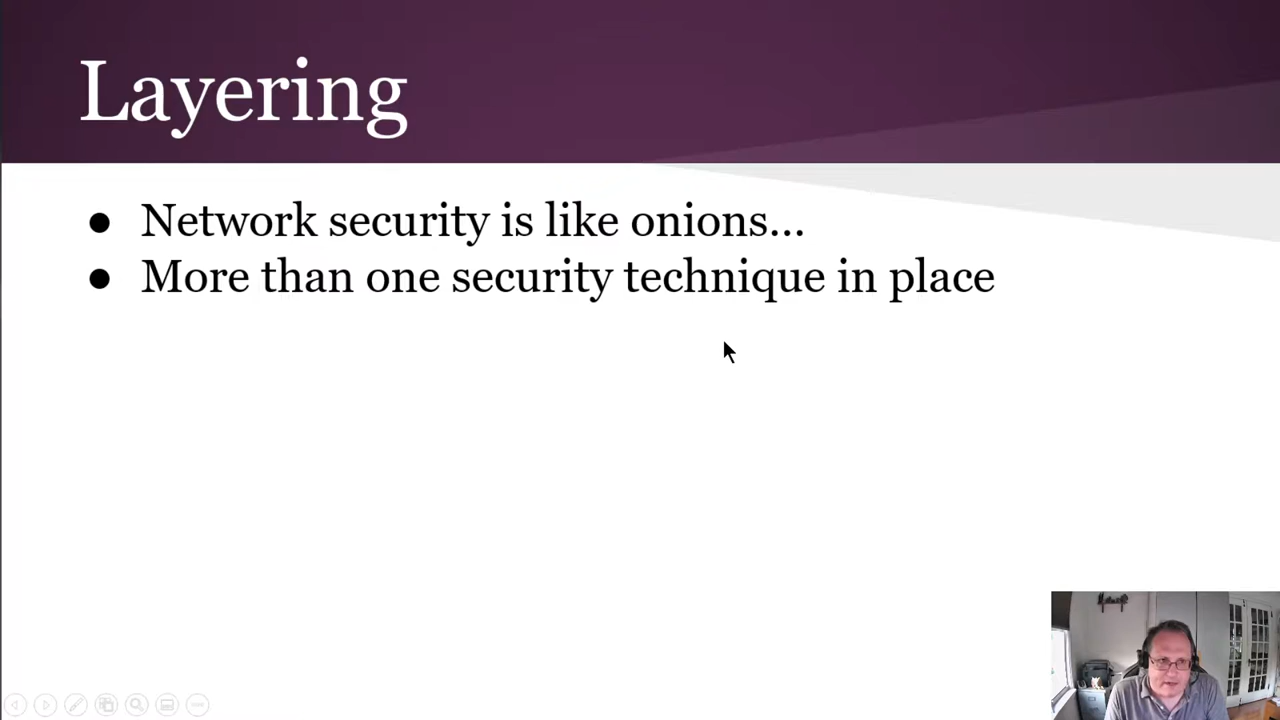 Layering
● Network security is like onions...
● More than one security technique in place